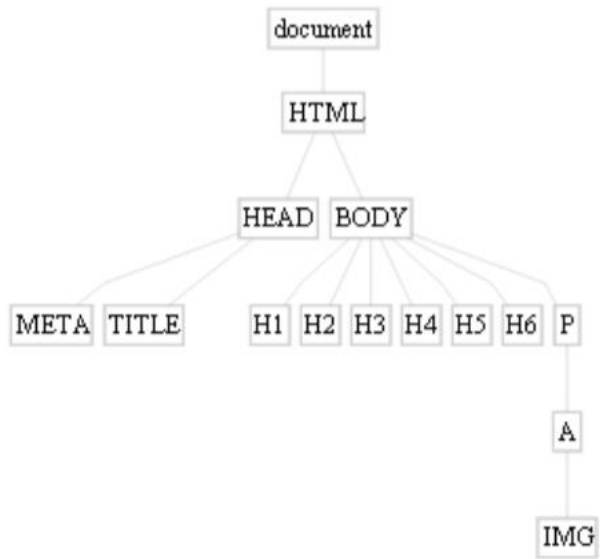 document
HTML
HEAD BODY
META TITLE H1 H2 H3 H4 H5 H6 P
A
IMG